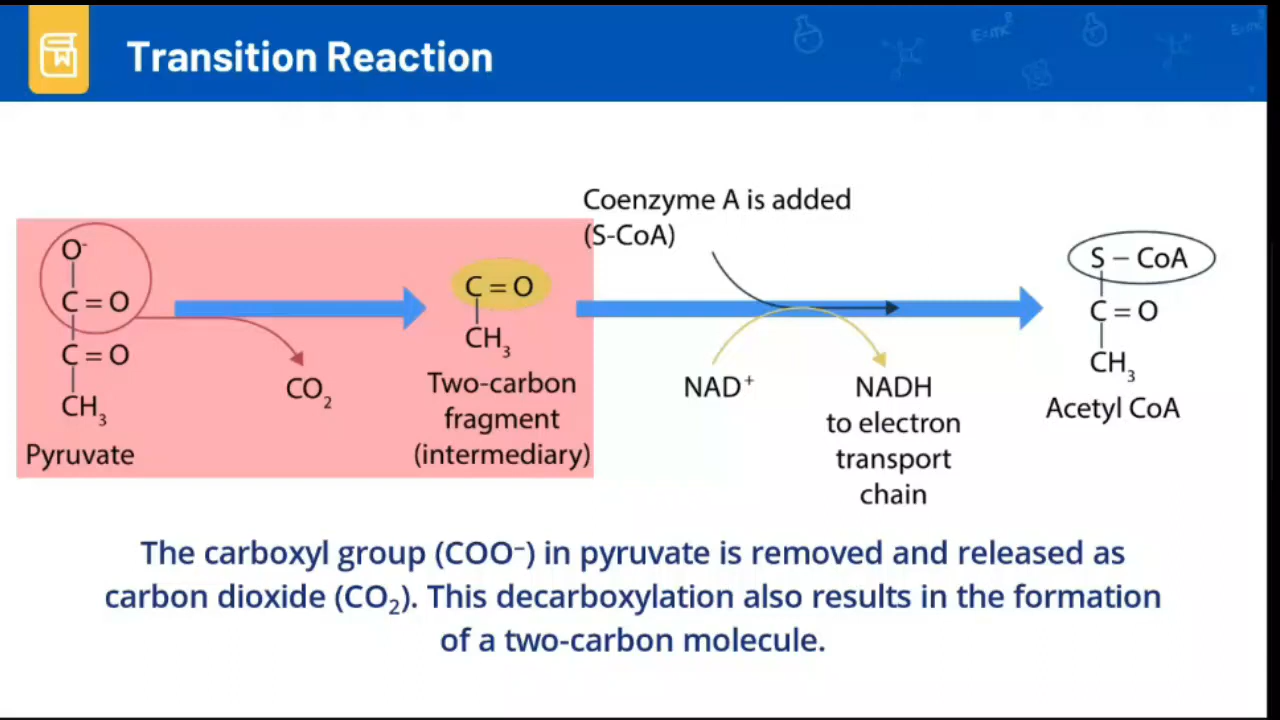 Transition Reaction
E=mc²
Coenzyme A is added
(S-CoA)
O⁻
C = O
C = O
CH₃
Pyruvate
CO₂
C = O
CH₃
Two-carbon
fragment
(intermediary)
NAD⁺
NADH
to electron
transport
chain
S – CoA
C = O
CH₃
Acetyl CoA
The carboxyl group (COO⁻) in pyruvate is removed and released as
carbon dioxide (CO₂). This decarboxylation also results in the formation
of a two-carbon molecule.